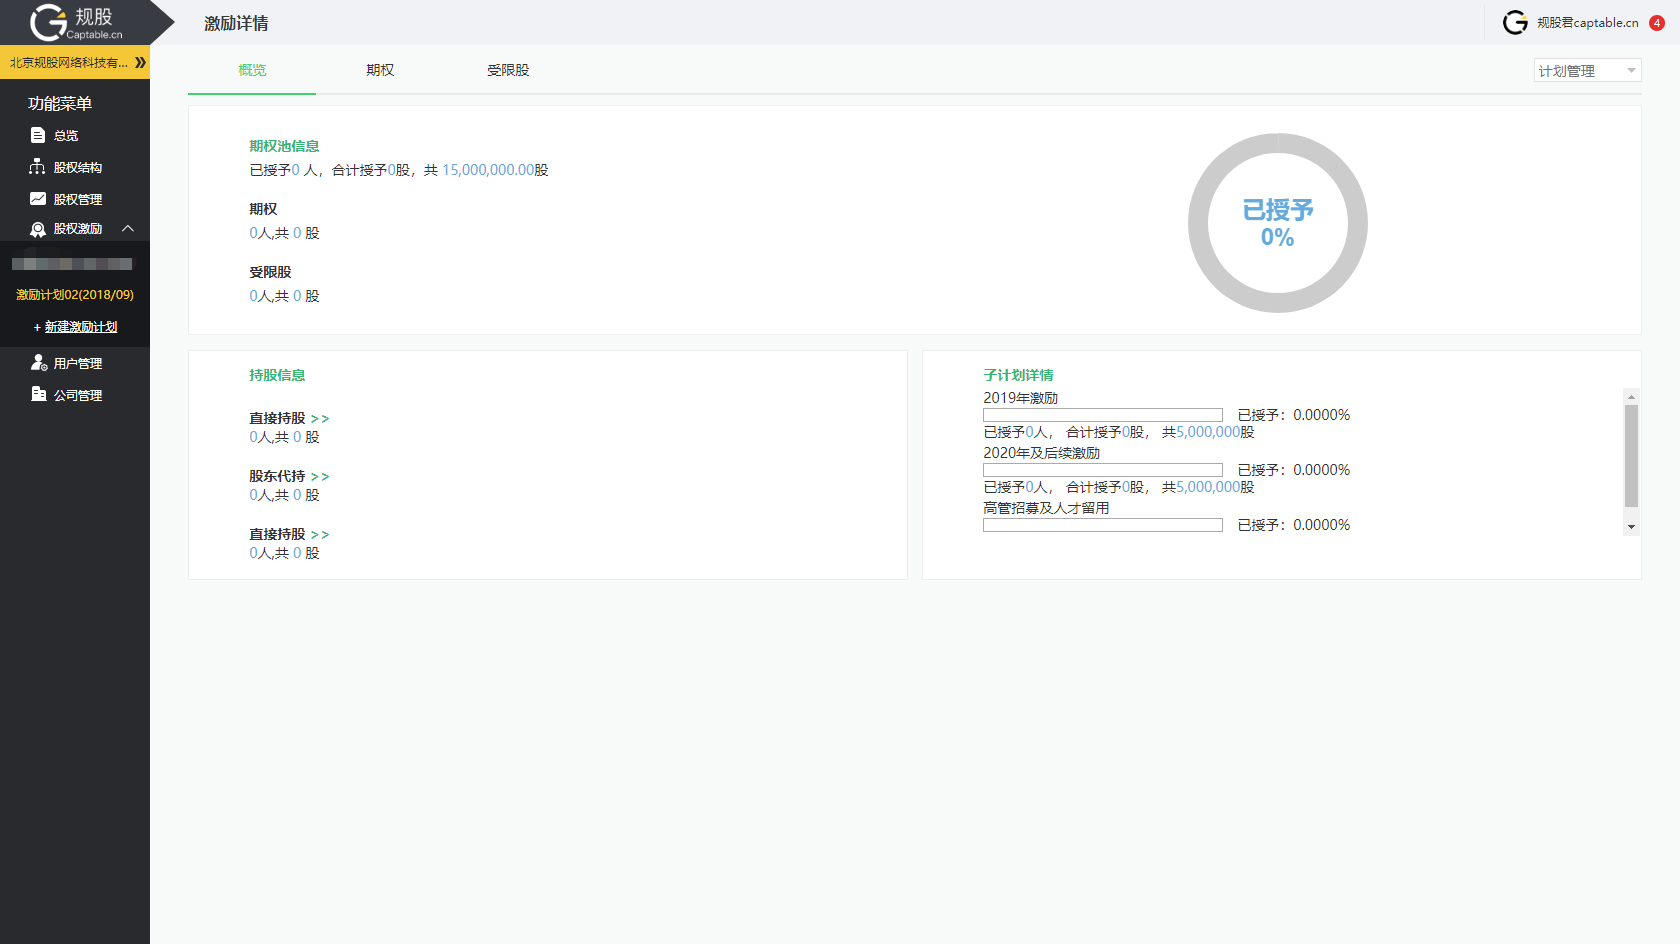 规股
Captable.cn
激励详情
规股君captable.cn
4
北京规股网络科技有...
功能菜单
总览
股权结构
股权管理
股权激励
激励计划02(2018/09)
+ 新建激励计划
用户管理
公司管理
概览
期权
受限股
计划管理
期权池信息
已授予0 人，合计授予0股，共 15,000,000.00股
期权
0人,共 0 股
受限股
0人,共 0 股
已授予
0%
持股信息
直接持股 >>
0人,共 0 股
股东代持 >>
0人,共 0 股
直接持股 >>
0人,共 0 股
子计划详情
2019年激励
已授予：0.0000%
已授予0人， 合计授予0股， 共5,000,000股
2020年及后续激励
已授予：0.0000%
已授予0人， 合计授予0股， 共5,000,000股
高管招募及人才留用
已授予：0.0000%